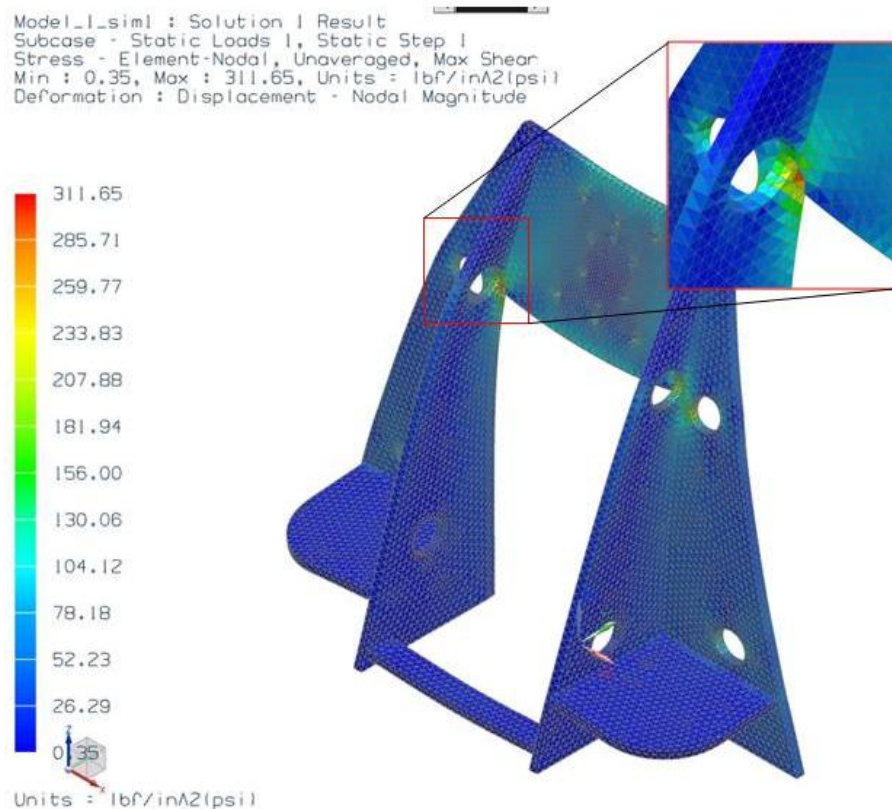 Model_1_sim1 : Solution 1 Result
Subcase - Static Loads 1, Static Step 1
Stress - Element-Nodal, Unaveraged, Max Shear
Min : 0.35, Max : 311.65, Units = lbf/in^2(psi)
Deformation : Displacement - Nodal Magnitude
311.65
285.71
259.77
233.83
207.88
181.94
156.00
130.06
104.12
78.18
52.23
26.29
0.35
Z
X
Units = lbf/in^2(psi)